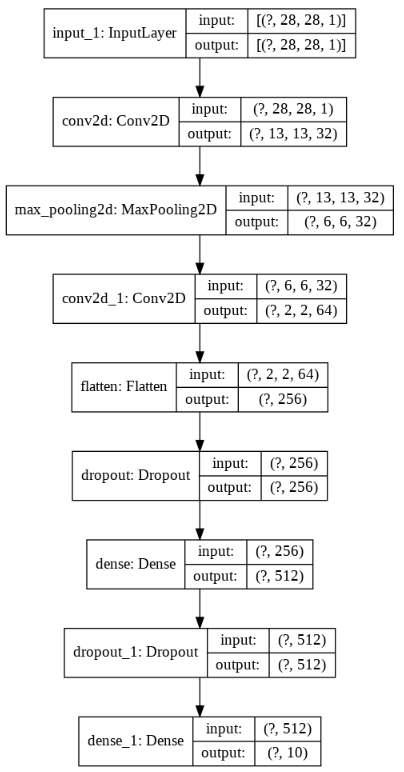 input_1: InputLayer
input:
[(?, 28, 28, 1)]
output:
[(?, 28, 28, 1)]
conv2d: Conv2D
input:
(?, 28, 28, 1)
output:
(?, 13, 13, 32)
max_pooling2d: MaxPooling2D
input:
(?, 13, 13, 32)
output:
(?, 6, 6, 32)
conv2d_1: Conv2D
input:
(?, 6, 6, 32)
output:
(?, 2, 2, 64)
flatten: Flatten
input:
(?, 2, 2, 64)
output:
(?, 256)
dropout: Dropout
input:
(?, 256)
output:
(?, 256)
dense: Dense
input:
(?, 256)
output:
(?, 512)
dropout_1: Dropout
input:
(?, 512)
output:
(?, 512)
dense_1: Dense
input:
(?, 512)
output:
(?, 10)